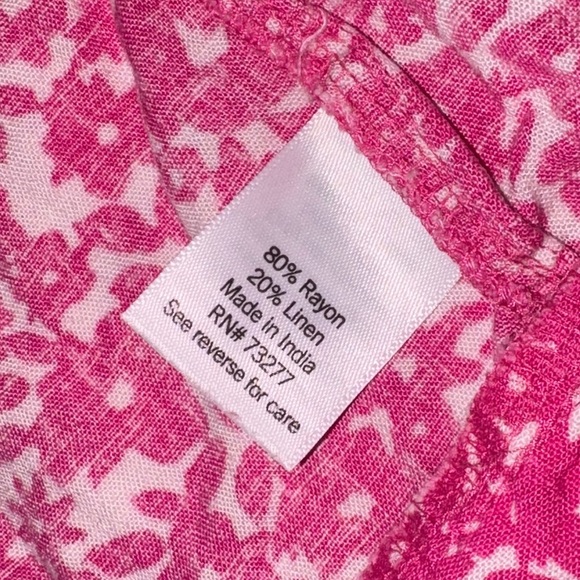 80% Rayon
20% Linen
Made in India
RN# 73277
See reverse for care